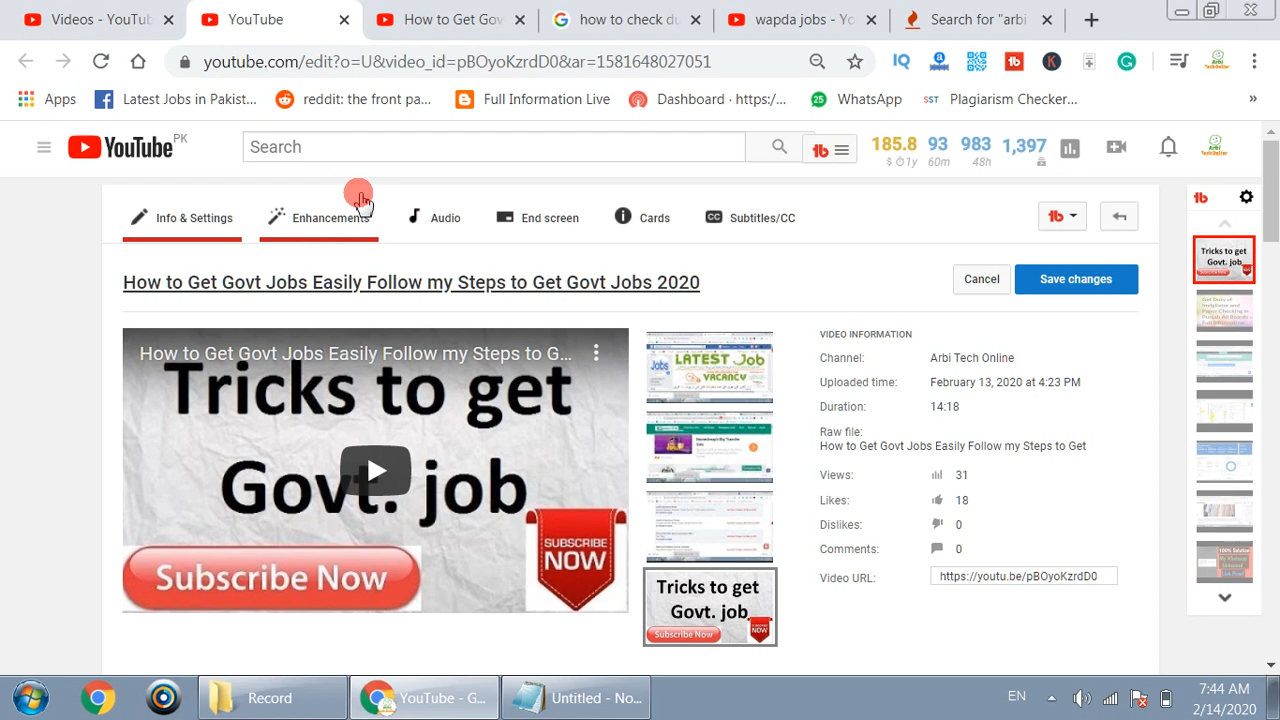 Videos - YouTub
YouTube
How to Get Gov
how to check du
wapda jobs - Yo
Search for "arbi
youtube.com/edit?o=U&video_id=pBOyoKzrdD0&ar=1581648027051
Apps
Latest Jobs in Pakist...
reddit: the front pa...
Full Information Live
Dashboard · https:/...
25
WhatsApp
SST
Plagiarism Checker...
»
YouTube PK
Search
185.8
1y
93
60m
983
48h
1,397
Info & Settings
Enhancements
Audio
End screen
Cards
CC
Subtitles/CC
How to Get Govt Jobs Easily Follow my Steps to Get Govt Jobs 2020
Cancel
Save changes
How to Get Govt Jobs Easily Follow my Steps to G...
Tricks to get
Govt. job
Subscribe Now
SUBSCRIBE
NOW
Jobs
LATEST Job
VACANCY
Tricks to get
Govt. job
Subscribe Now
VIDEO INFORMATION
Channel:
Arbi Tech Online
Uploaded time:
February 13, 2020 at 4:23 PM
Duration:
14:18
Raw file:
How to Get Govt Jobs Easily Follow my Steps to Get
Views:
31
Likes:
18
Dislikes:
0
Comments:
0
Video URL:
https://youtu.be/pBOyoKzrdD0
Tricks to get
Govt. job
Record
YouTube - G...
Untitled - No...
EN
7:44 AM
2/14/2020